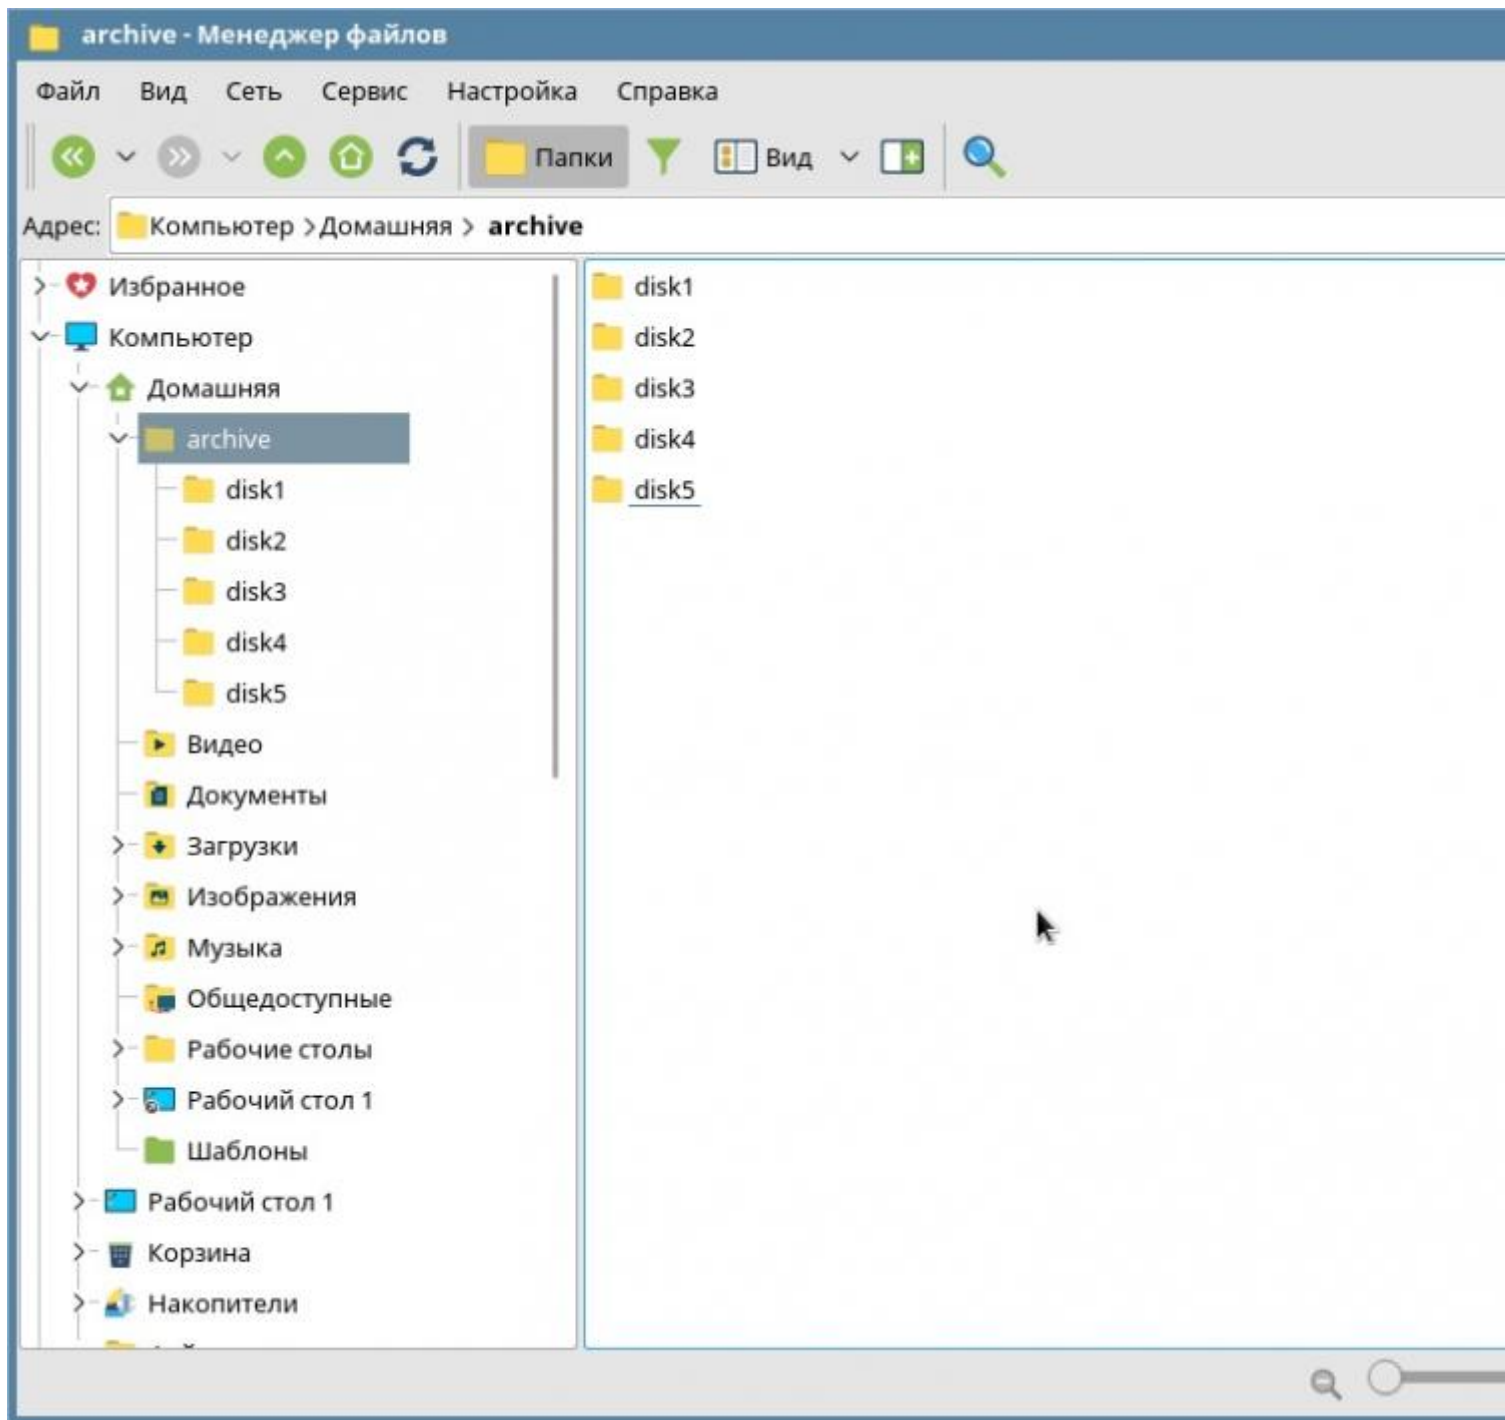 archive - Менеджер файлов
Файл Вид Сеть Сервис Настройка Справка
Папки Вид
Адрес: Компьютер > Домашняя > archive
Избранное
Компьютер
Домашняя
archive
disk1
disk2
disk3
disk4
disk5
Видео
Документы
Загрузки
Изображения
Музыка
Общедоступные
Рабочие столы
Рабочий стол 1
Шаблоны
Рабочий стол 1
Корзина
Накопители
disk1
disk2
disk3
disk4
disk5